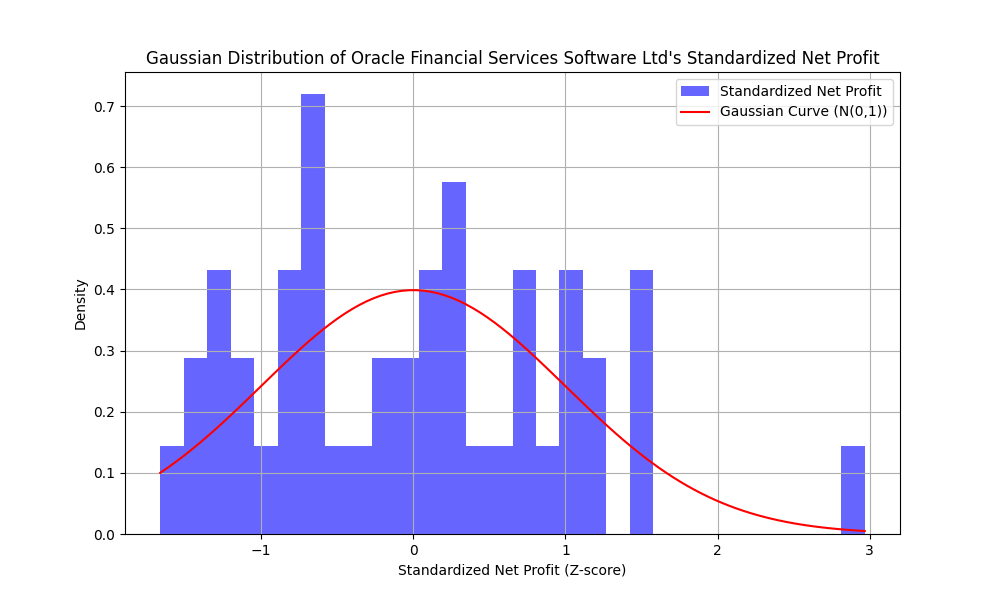 Gaussian Distribution of Oracle Financial Services Software Ltd's Standardized Net Profit
Standardized Net Profit
Gaussian Curve (N(0,1))
Density
0.7
0.6
0.5
0.4
0.3
0.2
0.1
0.0
−1
0
1
2
3
Standardized Net Profit (Z-score)